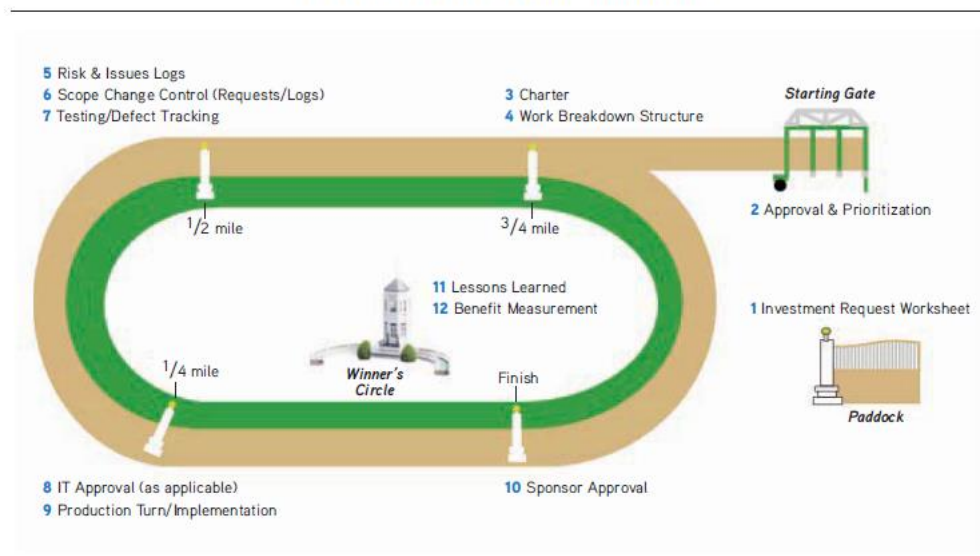 5 Risk & Issues Logs
6 Scope Change Control (Requests/Logs)
7 Testing/Defect Tracking
3 Charter
4 Work Breakdown Structure
Starting Gate
2 Approval & Prioritization
1/2 mile
3/4 mile
11 Lessons Learned
12 Benefit Measurement
1 Investment Request Worksheet
1/4 mile
Winner's
Circle
Finish
Paddock
8 IT Approval (as applicable)
9 Production Turn/Implementation
10 Sponsor Approval